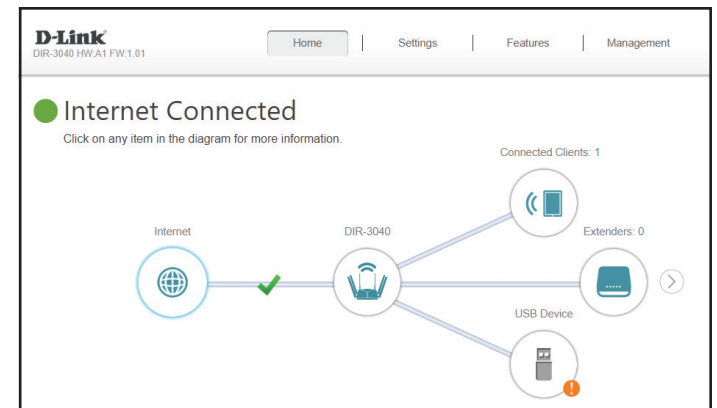 D-Link
DIR-3040 HW:A1 FW:1.01
Home
Settings
Features
Management
Internet Connected
Click on any item in the diagram for more information.
Connected Clients: 1
Internet
DIR-3040
Extenders: 0
USB Device